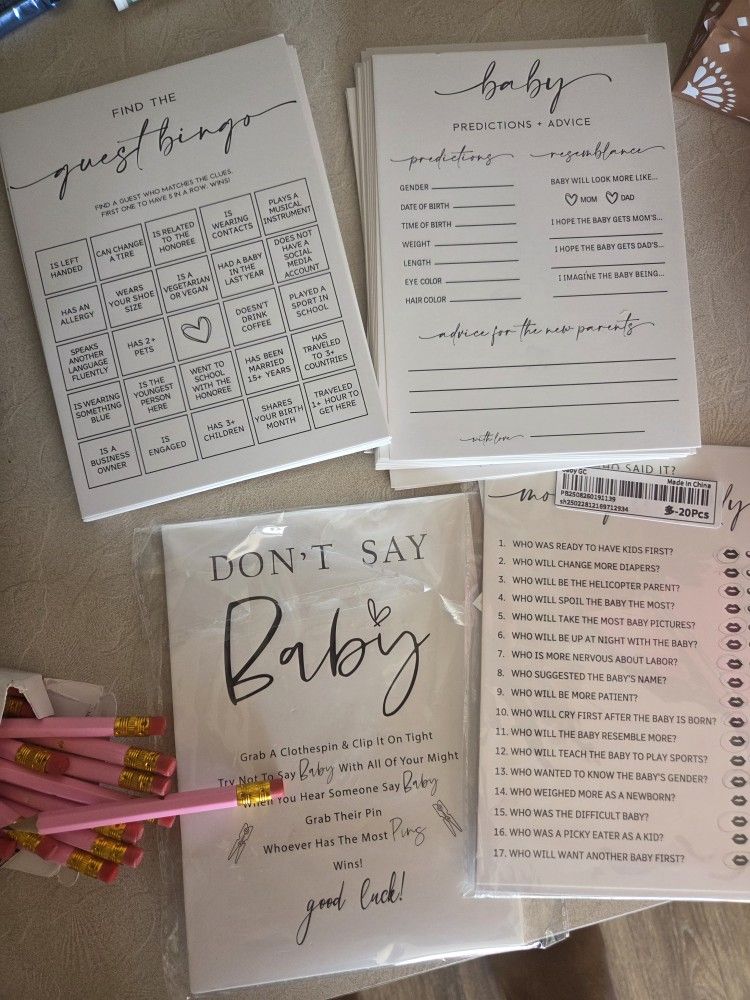 FIND THE
guest bingo
FIND A GUEST WHO MATCHES THE CLUES.
FIRST ONE TO HAVE 5 IN A ROW, WINS!
IS LEFT HANDED
CAN CHANGE A TIRE
IS RELATED TO THE HONOREE
IS WEARING CONTACTS
PLAYS A MUSICAL INSTRUMENT
HAS AN ALLERGY
WEARS YOUR SHOE SIZE
IS A VEGETARIAN OR VEGAN
HAD A BABY IN THE LAST YEAR
DOES NOT HAVE A SOCIAL MEDIA ACCOUNT
SPEAKS ANOTHER LANGUAGE FLUENTLY
HAS 2+ PETS
DOESN'T DRINK COFFEE
PLAYED A SPORT IN SCHOOL
IS WEARING SOMETHING BLUE
IS THE YOUNGEST PERSON HERE
WENT TO SCHOOL WITH THE HONOREE
HAS BEEN MARRIED 15+ YEARS
HAS TRAVELED TO 3+ COUNTRIES
IS A BUSINESS OWNER
IS ENGAGED
HAS 3+ CHILDREN
SHARES YOUR BIRTH MONTH
TRAVELED 1+ HOUR TO GET HERE
baby
PREDICTIONS + ADVICE
predictions
GENDER
DATE OF BIRTH
TIME OF BIRTH
WEIGHT
LENGTH
EYE COLOR
HAIR COLOR
resemblance
BABY WILL LOOK MORE LIKE...
MOM DAD
I HOPE THE BABY GETS MOM'S...
I HOPE THE BABY GETS DAD'S...
I IMAGINE THE BABY BEING...
advice for the new parents
with love
DON'T SAY
Baby
Grab A Clothespin & Clip It On Tight
Try Not To Say Baby With All Of Your Might
When You Hear Someone Say Baby
Grab Their Pin
Whoever Has The Most Pins
Wins!
good luck!
SAID IT?
Baby GC
Made In China
PB2508260191139
sh25022812169712934
-20Pcs
1. WHO WAS READY TO HAVE KIDS FIRST?
2. WHO WILL CHANGE MORE DIAPERS?
3. WHO WILL BE THE HELICOPTER PARENT?
4. WHO WILL SPOIL THE BABY THE MOST?
5. WHO WILL TAKE THE MOST BABY PICTURES?
6. WHO WILL BE UP AT NIGHT WITH THE BABY?
7. WHO IS MORE NERVOUS ABOUT LABOR?
8. WHO SUGGESTED THE BABY'S NAME?
9. WHO WILL BE MORE PATIENT?
10. WHO WILL CRY FIRST AFTER THE BABY IS BORN?
11. WHO WILL THE BABY RESEMBLE MORE?
12. WHO WILL TEACH THE BABY TO PLAY SPORTS?
13. WHO WANTED TO KNOW THE BABY'S GENDER?
14. WHO WEIGHED MORE AS A NEWBORN?
15. WHO WAS THE DIFFICULT BABY?
16. WHO WAS A PICKY EATER AS A KID?
17. WHO WILL WANT ANOTHER BABY FIRST?